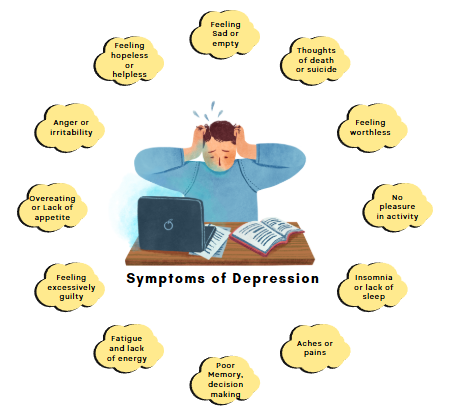 Feeling
Sad or
empty
Thoughts
of death
or suicide
Feeling
worthless
No
pleasure
in activity
Insomnia
or lack of
sleep
Aches or
pains
Poor
Memory,
decision
making
Fatigue
and lack
of energy
Feeling
excessively
guilty
Overeating
or Lack of
appetite
Anger or
irritability
Feeling
hopeless
or
helpless
Symptoms of Depression